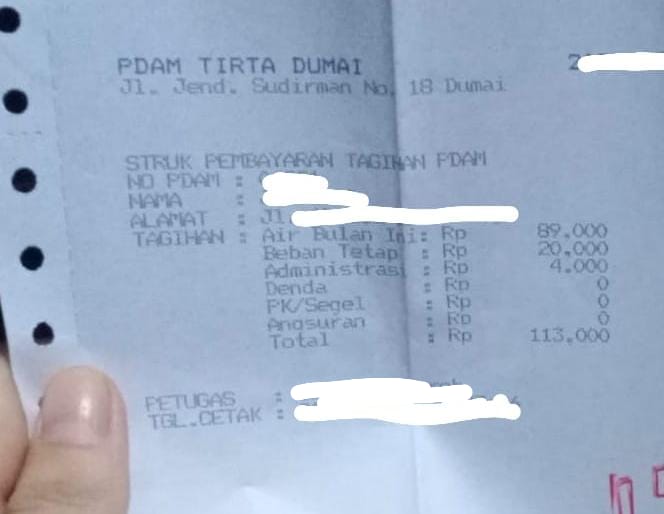 PDAM TIRTA DUMAI
Jl. Jend. Sudirman No. 18 Dumai
STRUK PEMBAYARAN TAGIHAN PDAM
NO PDAM :
NAMA :
ALAMAT : Jl.
TAGIHAN : Air Bulan Ini: Rp 89.000
Beban Tetap : Rp 20.000
Administrasi : Rp 4.000
Denda : Rp 0
PK/Segel : Rp 0
Angsuran : Rp 0
Total : Rp 113.000
PETUGAS :
TGL.CETAK :